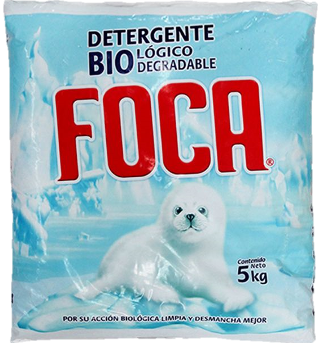 DETERGENTE
BIO LÓGICO
DEGRADABLE
FOCA®
Contenido
Neto
5kg
POR SU ACCIÓN BIOLÓGICA LIMPIA Y DESMANCHA MEJOR